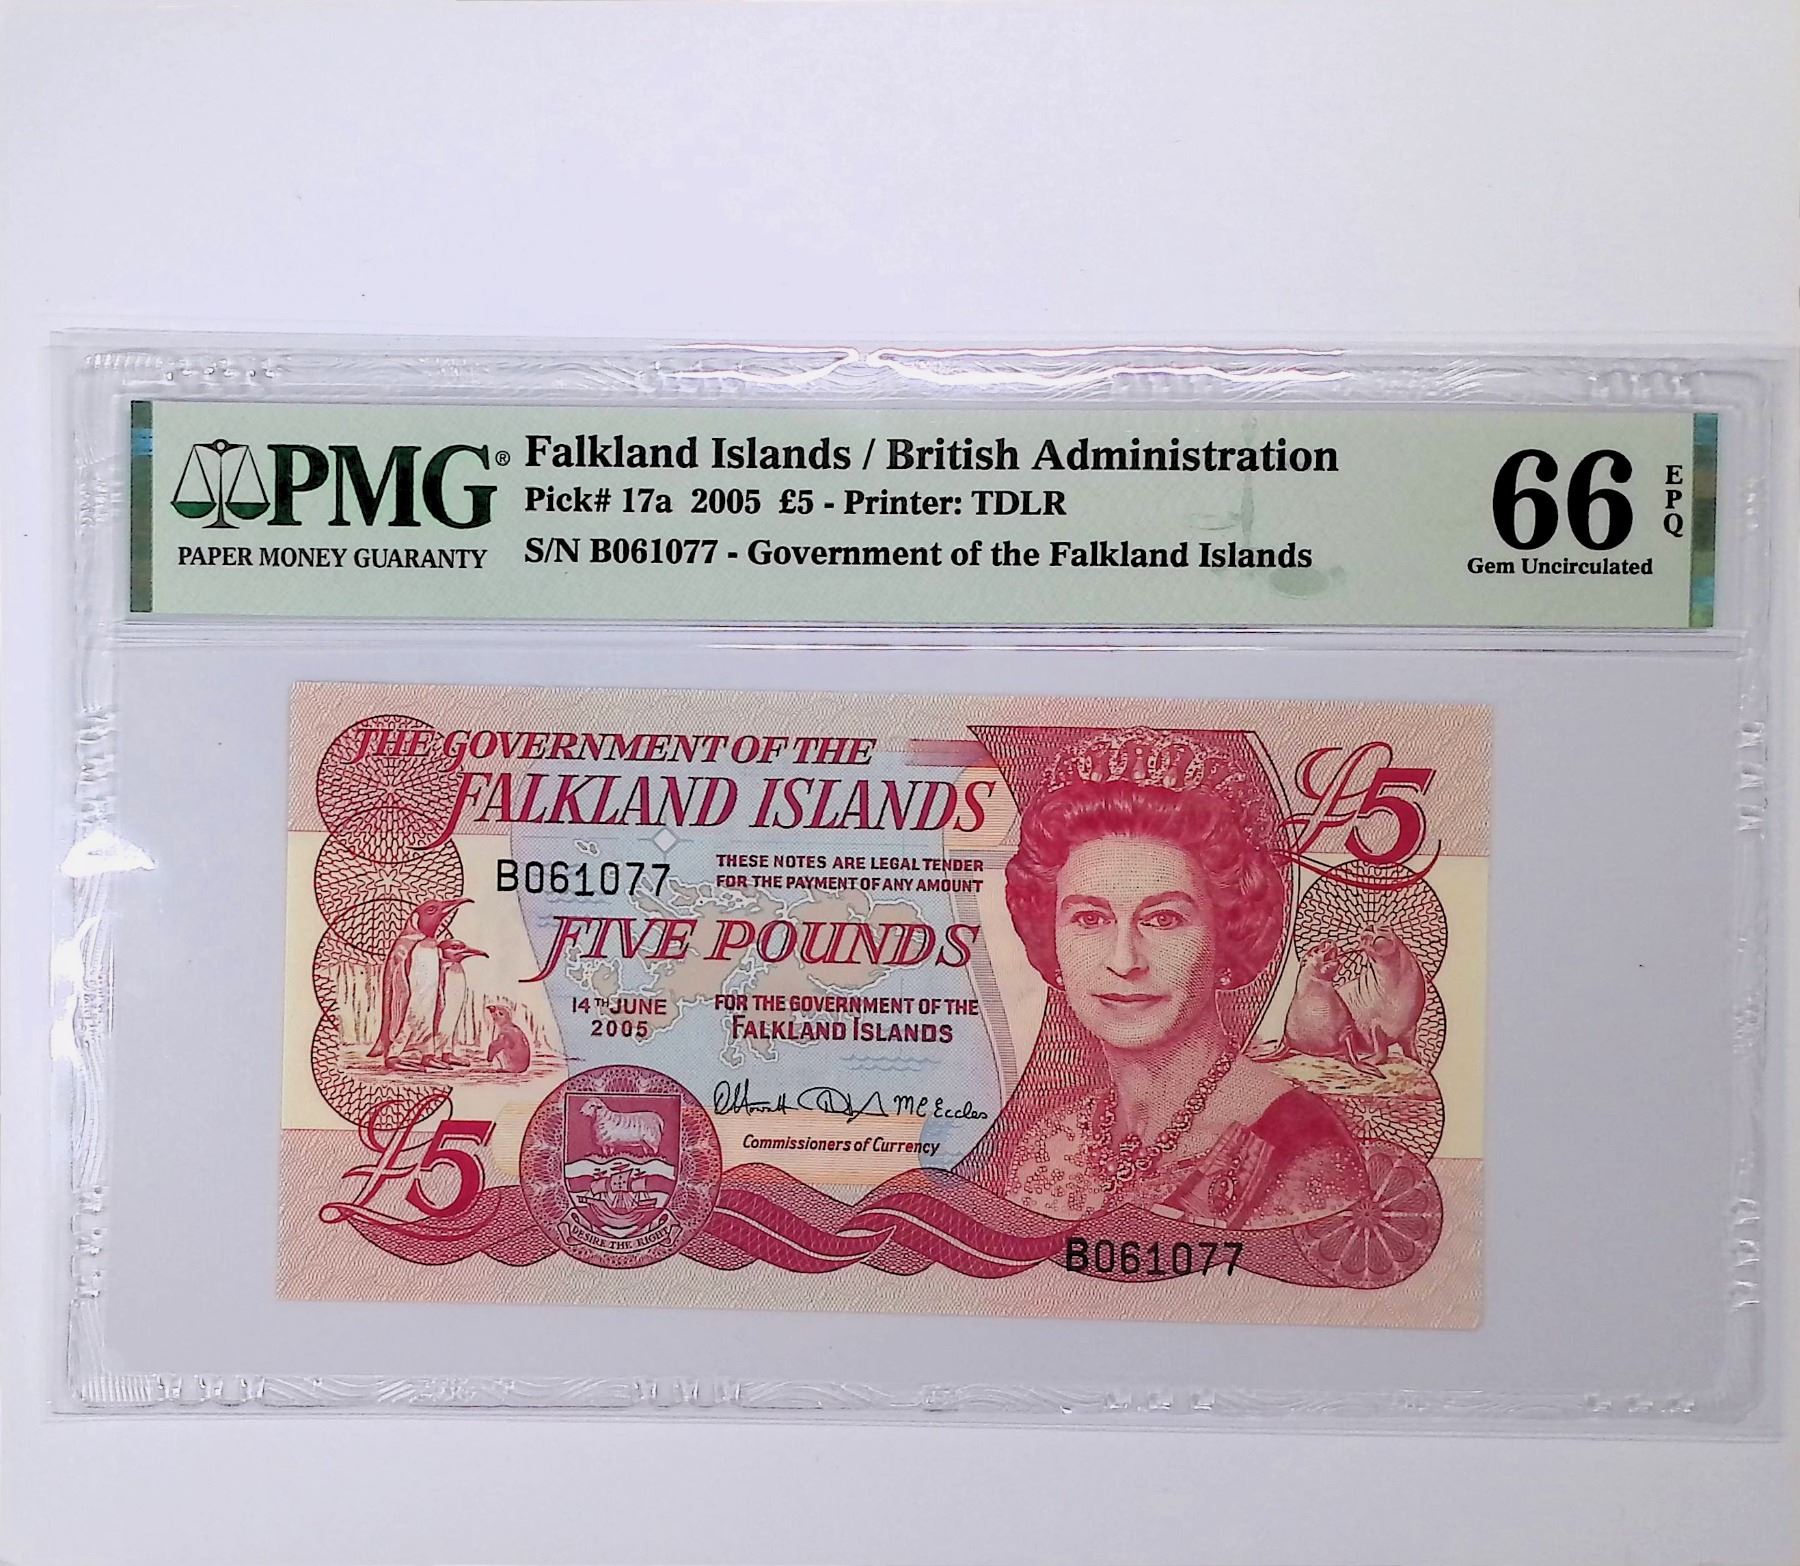 PMG®
PAPER MONEY GUARANTY
Falkland Islands / British Administration
Pick# 17a 2005 £5 - Printer: TDLR
S/N B061077 - Government of the Falkland Islands
66
EPQ
Gem Uncirculated
THE GOVERNMENT OF THE
FALKLAND ISLANDS
£5
B061077
THESE NOTES ARE LEGAL TENDER
FOR THE PAYMENT OF ANY AMOUNT
FIVE POUNDS
14TH JUNE
2005
FOR THE GOVERNMENT OF THE
FALKLAND ISLANDS
M C Eccles
Commissioners of Currency
£5
DESIRE THE RIGHT
B061077